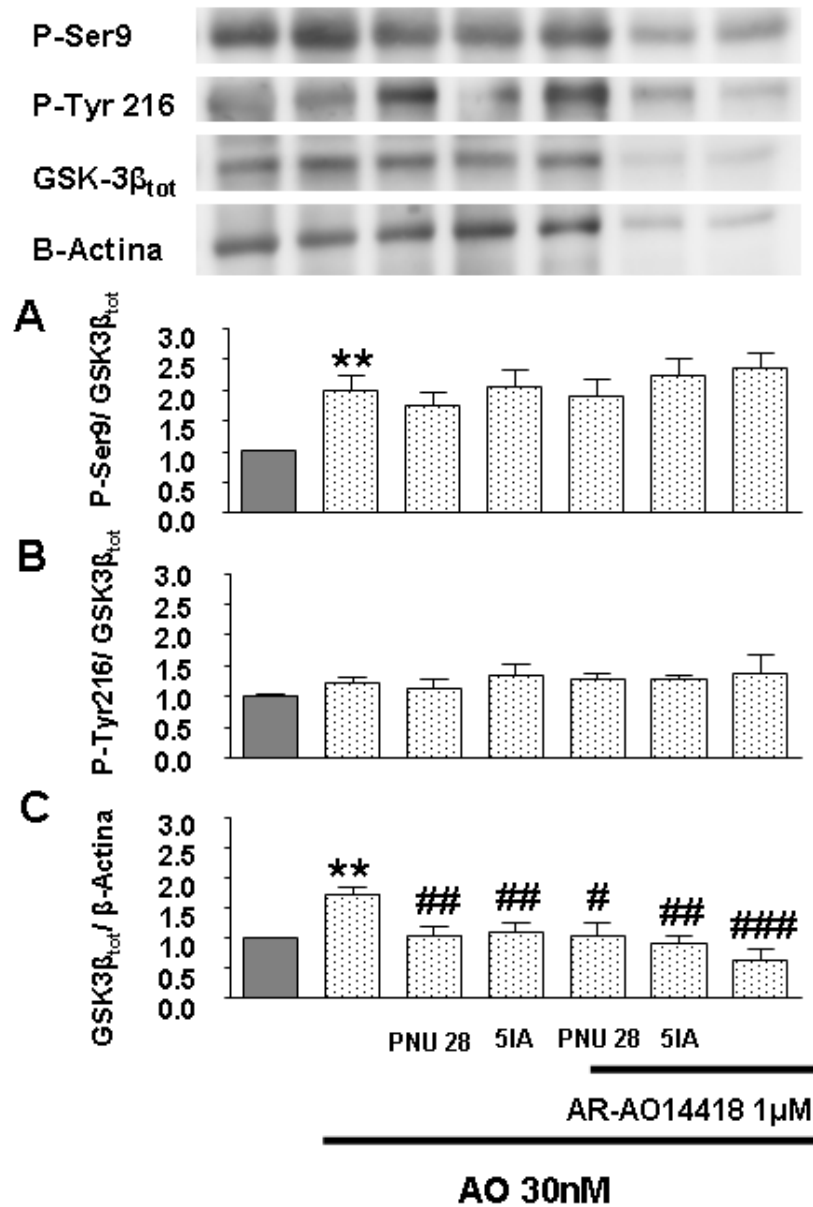 P-Ser9
P-Tyr 216
GSK-3βtot
B-Actina
A
P-Ser9/ GSK3βtot
3.0
2.5
2.0
1.5
1.0
0.5
0.0
**
B
P-Tyr216/ GSK3βtot
3.0
2.5
2.0
1.5
1.0
0.5
0.0
C
GSK3βtot/ β-Actina
3.0
2.5
2.0
1.5
1.0
0.5
0.0
** ## ## # ## ###
PNU 28 5IA PNU 28 5IA
AR-AO14418 1µM
AO 30nM